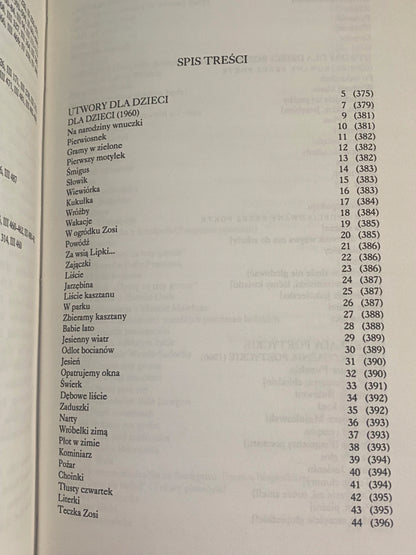 SPIS TREŚCI
UTWORY DLA DZIECI 5 (375)
DLA DZIECI (1960) 7 (379)
Na narodziny wnuczki 9 (381)
Pierwiosnek 10 (381)
Gramy w zielone 11 (382)
Pierwszy motylek 12 (382)
Śmigus 13 (382)
Słowik 14 (383)
Wiewiórka 15 (383)
Kukułka 16 (383)
Wróżby 17 (384)
Wakacje 18 (384)
W ogródku Zosi 19 (385)
Powódź 20 (385)
Za wsią Lipki... 21 (386)
Zajączki 22 (386)
Liście 23 (386)
Jarzębina 24 (387)
Liście kasztanu 25 (387)
W parku 26 (387)
Zbieramy kasztany 27 (388)
Babie lato 28 (388)
Jesienny wiatr 29 (389)
Odlot bocianów 30 (389)
Jesień 31 (390)
Opatrujemy okna 32 (390)
Świerk 33 (391)
Dębowe liście 34 (392)
Zaduszki 35 (392)
Narty 36 (393)
Wróbelki zimą 37 (393)
Płot w zimie 38 (393)
Kominiarz 39 (394)
Pożar 40 (394)
Choinki 41 (394)
Tłusty czwartek 42 (395)
Literki 43 (395)
Teczka Zosi 44 (396)
III 487
314, III 460